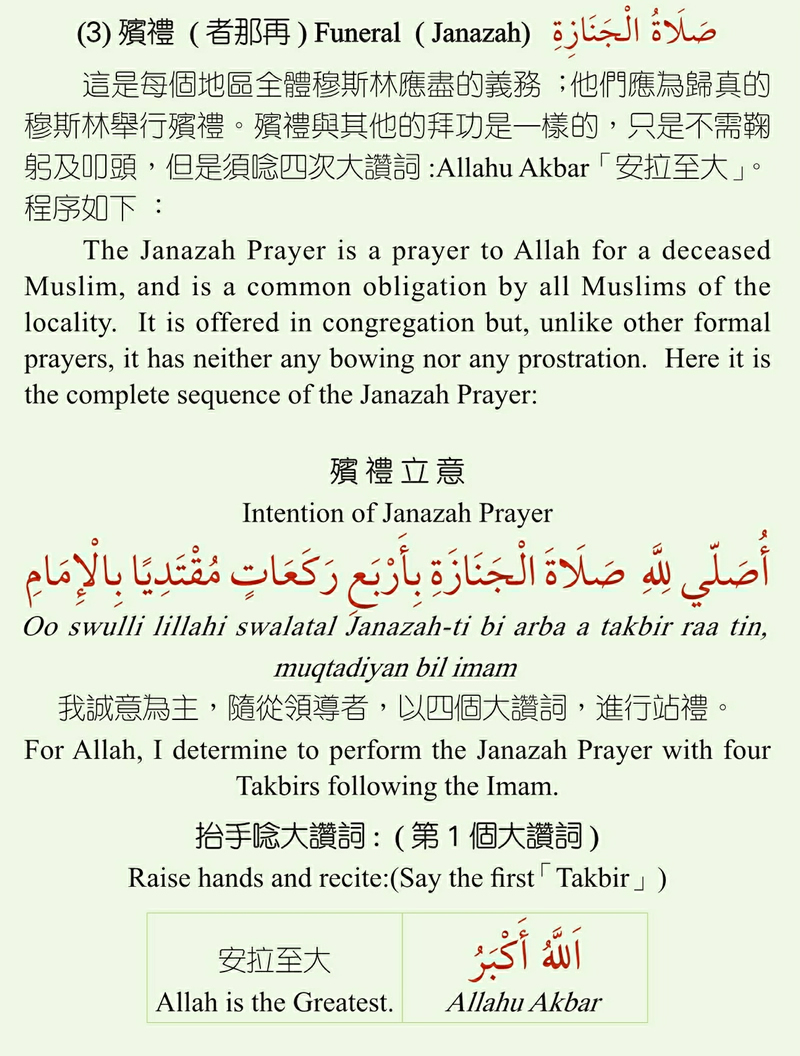 (3) 殯禮 ( 者那再 ) Funeral ( Janazah) صَلَاةُ الْجَنَازِةِ
這是每個地區全體穆斯林應盡的義務 ；他們應為歸真的
穆斯林舉行殯禮。殯禮與其他的拜功是一樣的，只是不需鞠
躬及叩頭，但是須唸四次大讚詞 :Allahu Akbar「安拉至大」。
程序如下 ：
The Janazah Prayer is a prayer to Allah for a deceased
Muslim, and is a common obligation by all Muslims of the
locality. It is offered in congregation but, unlike other formal
prayers, it has neither any bowing nor any prostration. Here it is
the complete sequence of the Janazah Prayer:
殯 禮 立 意
Intention of Janazah Prayer
أُصَلّي لِلَّهِ صَلَاةَ الْجَنَازَةِ بِأَرْبَعِ رَكَعَاتٍ مُقْتَدِيًا بِالْإِمَامِ
Oo swulli lillahi swalatal Janazah-ti bi arba a takbir raa tin,
muqtadiyan bil imam
我誠意為主，隨從領導者，以四個大讚詞，進行站禮。
For Allah, I determine to perform the Janazah Prayer with four
Takbirs following the Imam.
抬手唸大讚詞 : ( 第 1 個大讚詞 )
Raise hands and recite:(Say the first「Takbir」)
安拉至大 اَللَّهُ أَكْبَرُ
Allah is the Greatest. Allahu Akbar